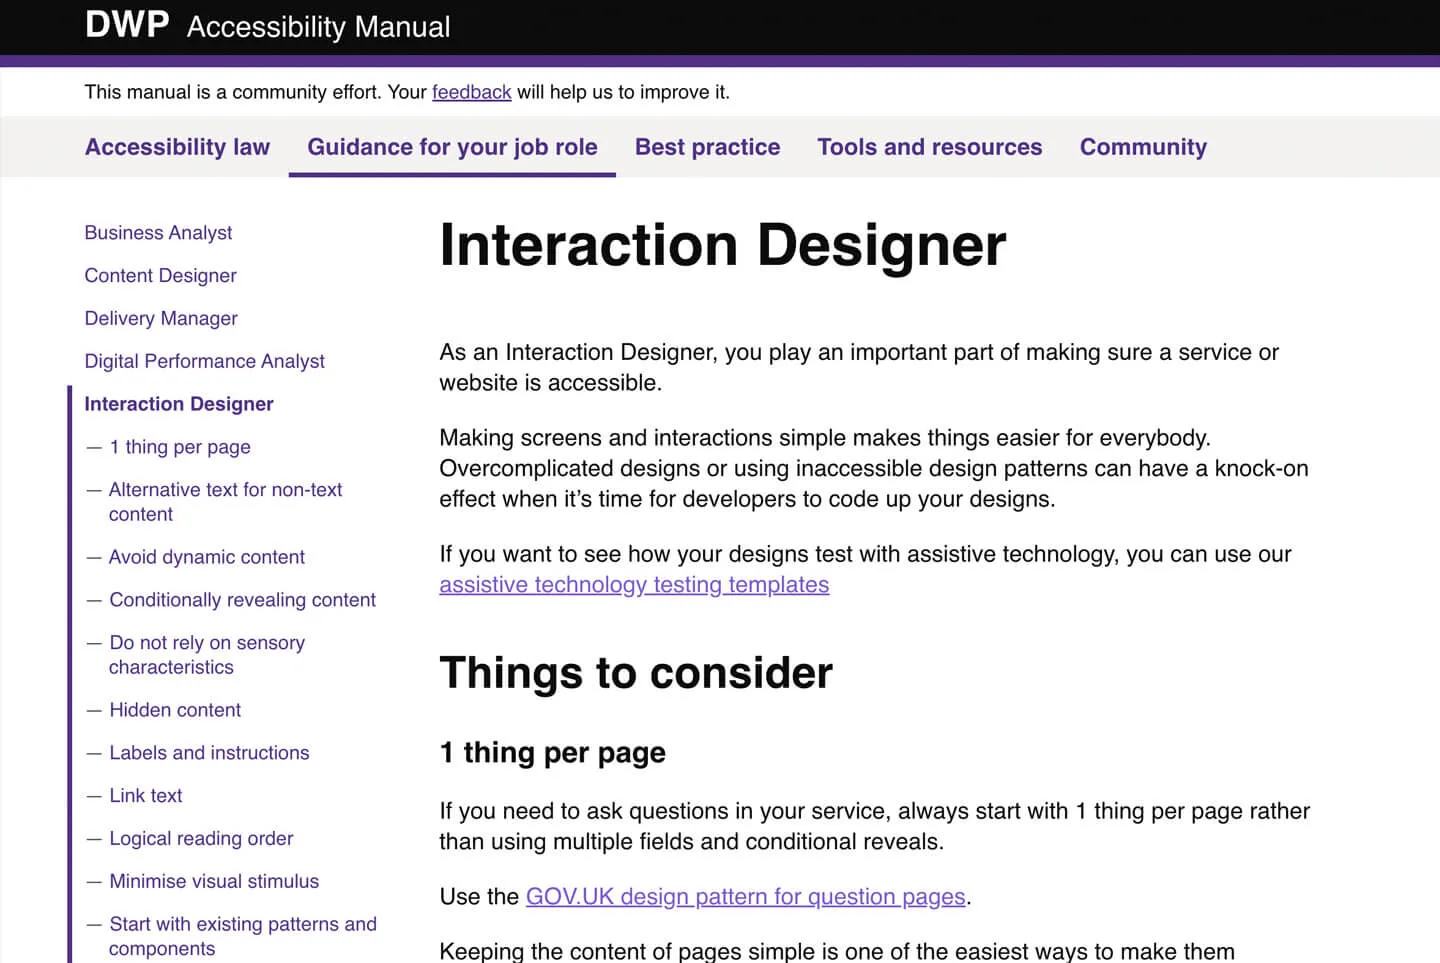 DWP Accessibility Manual
This manual is a community effort. Your feedback will help us to improve it.
Accessibility law Guidance for your job role Best practice Tools and resources Community
Business Analyst
Content Designer
Delivery Manager
Digital Performance Analyst
Interaction Designer
— 1 thing per page
— Alternative text for non-text
content
— Avoid dynamic content
— Conditionally revealing content
— Do not rely on sensory
characteristics
— Hidden content
— Labels and instructions
— Link text
— Logical reading order
— Minimise visual stimulus
— Start with existing patterns and
components
Interaction Designer
As an Interaction Designer, you play an important part of making sure a service or
website is accessible.
Making screens and interactions simple makes things easier for everybody.
Overcomplicated designs or using inaccessible design patterns can have a knock-on
effect when it’s time for developers to code up your designs.
If you want to see how your designs test with assistive technology, you can use our
assistive technology testing templates
Things to consider
1 thing per page
If you need to ask questions in your service, always start with 1 thing per page rather
than using multiple fields and conditional reveals.
Use the GOV.UK design pattern for question pages.
Keeping the content of pages simple is one of the easiest ways to make them